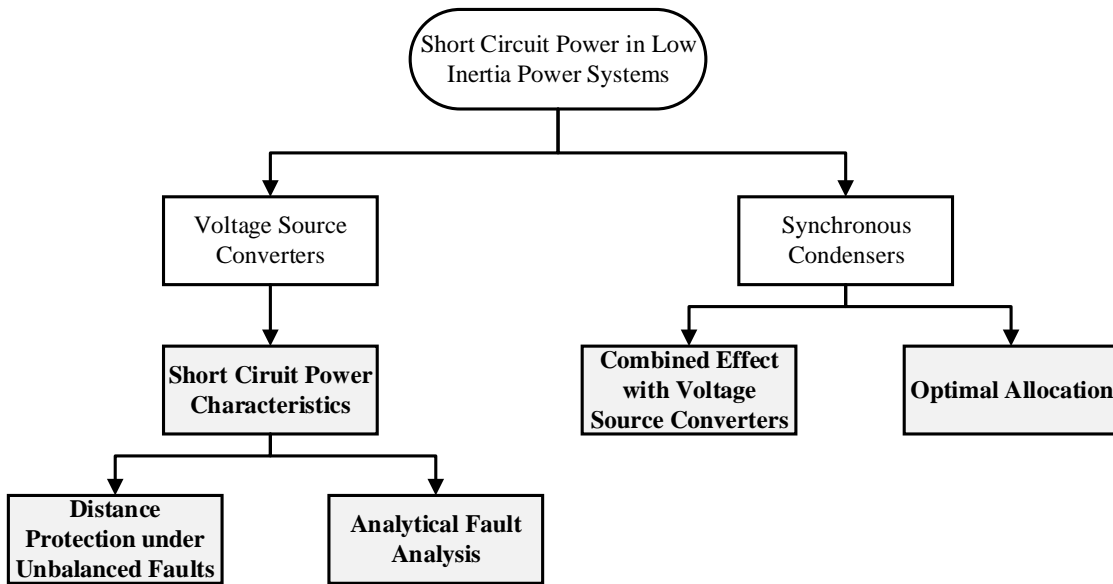 Short Circuit Power in Low
Inertia Power Systems
Voltage Source
Converters
Synchronous
Condensers
Short Ciruit Power
Characteristics
Combined Effect
with Voltage
Source Converters
Optimal Allocation
Distance
Protection under
Unbalanced Faults
Analytical Fault
Analysis